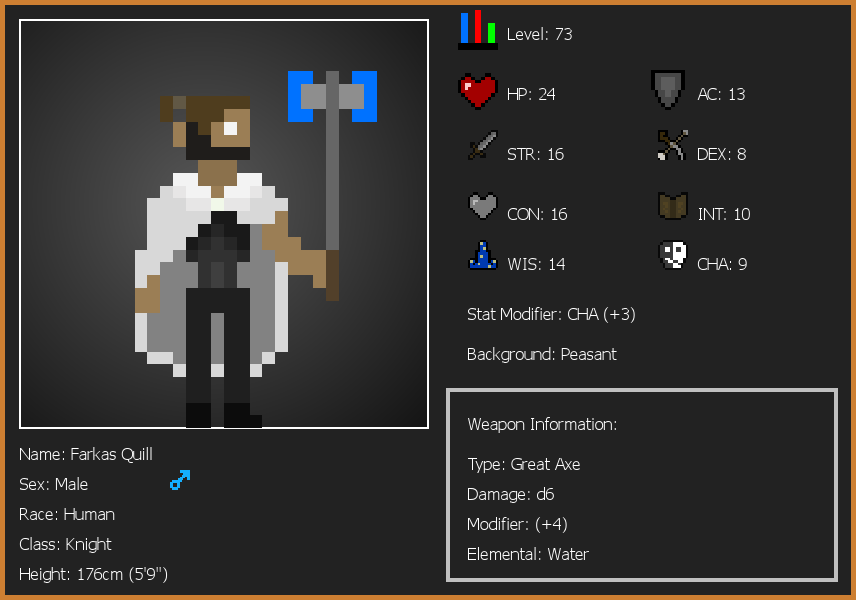 Level: 73
HP: 24
AC: 13
STR: 16
DEX: 8
CON: 16
INT: 10
WIS: 14
CHA: 9
Stat Modifier: CHA (+3)
Background: Peasant
Weapon Information:
Type: Great Axe
Damage: d6
Modifier: (+4)
Elemental: Water
Name: Farkas Quill
Sex: Male
Race: Human
Class: Knight
Height: 176cm (5'9")